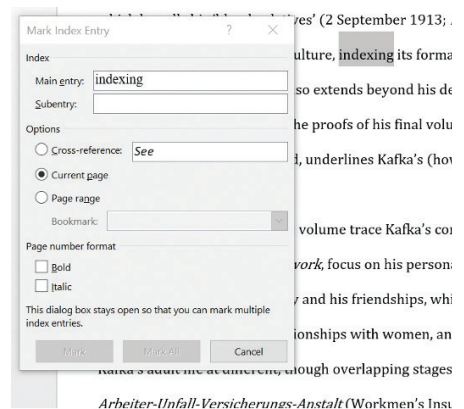 Mark Index Entry ? ×
Index
Main entry: indexing
Subentry:
Options
Cross-reference: See
Current page
Page range
Bookmark:
Page number format
Bold
Italic
This dialog box stays open so that you can mark multiple
index entries.
Mark Mark All Cancel
(2 September 1913;
ulture, indexing its forma
so extends beyond his de
he proofs of his final volu
, underlines Kafka's (how
volume trace Kafka's co
work, focus on his persona
y and his friendships, whi
ionships with women, an
Kafka's adult life at different, though overlapping stages
Arbeiter-Unfall-Versicherungs-Anstalt (Workmen's Insu